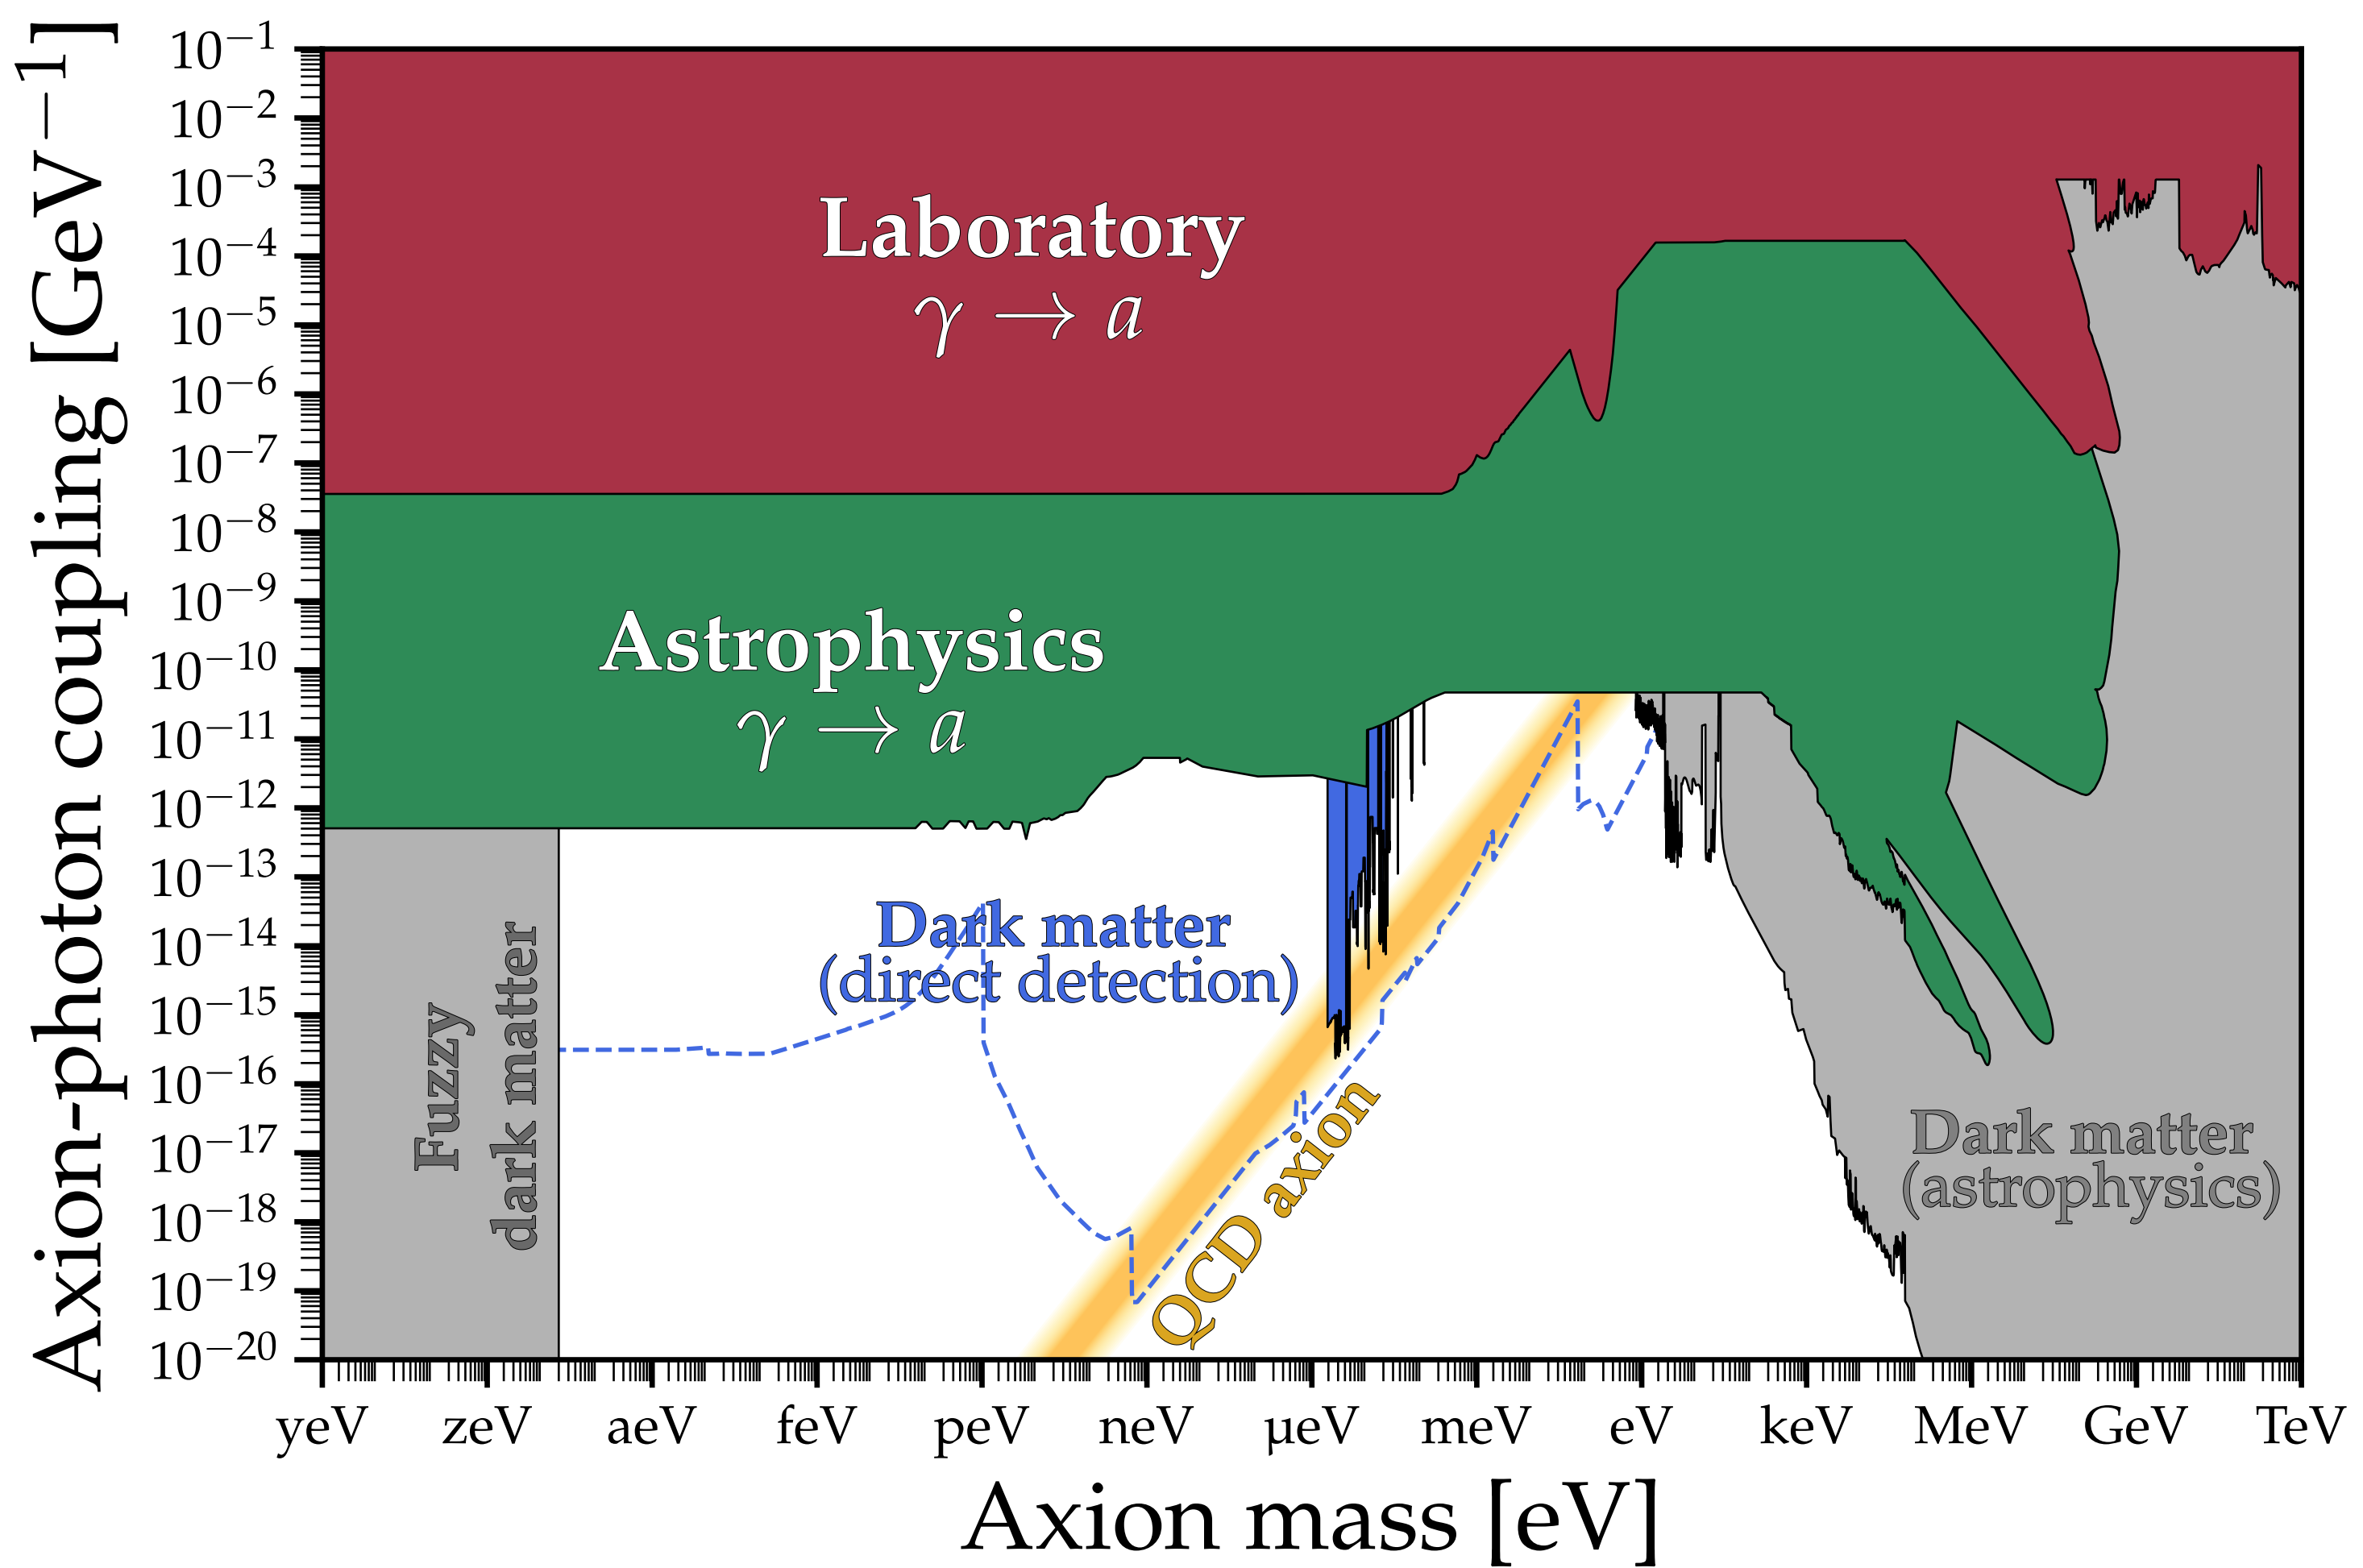 Axion-photon coupling [GeV⁻¹]
10⁻¹
10⁻²
10⁻³
10⁻⁴
10⁻⁵
10⁻⁶
10⁻⁷
10⁻⁸
10⁻⁹
10⁻¹⁰
10⁻¹¹
10⁻¹²
10⁻¹³
10⁻¹⁴
10⁻¹⁵
10⁻¹⁶
10⁻¹⁷
10⁻¹⁸
10⁻¹⁹
10⁻²⁰
Laboratory
γ → a
Astrophysics
γ → a
Dark matter
(direct detection)
Fuzzy
dark matter
QCD axion
Dark matter
(astrophysics)
yeV zeV aeV feV peV neV μeV meV eV keV MeV GeV TeV
Axion mass [eV]